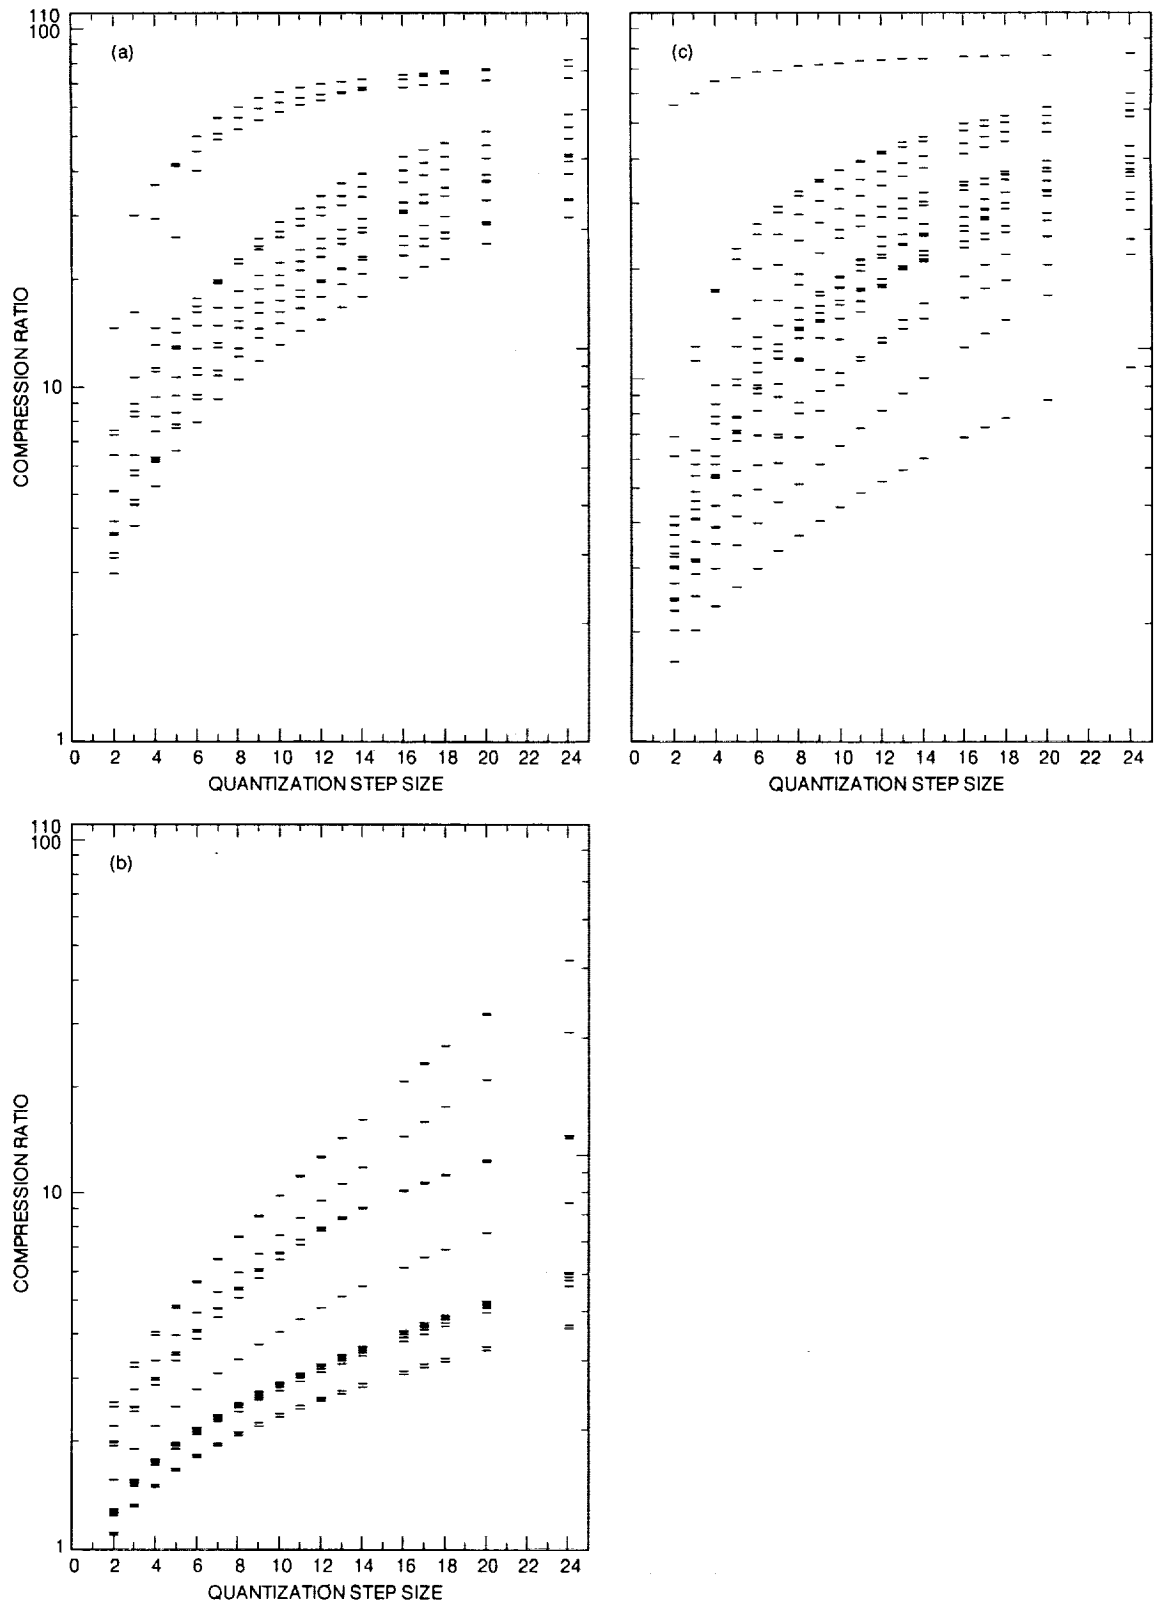 110
100
(a)
10
1
COMPRESSION RATIO
0 2 4 6 8 10 12 14 16 18 20 22 24
QUANTIZATION STEP SIZE
(c)
0 2 4 6 8 10 12 14 16 18 20 22 24
QUANTIZATION STEP SIZE
110
100
(b)
10
1
COMPRESSION RATIO
0 2 4 6 8 10 12 14 16 18 20 22 24
QUANTIZATION STEP SIZE